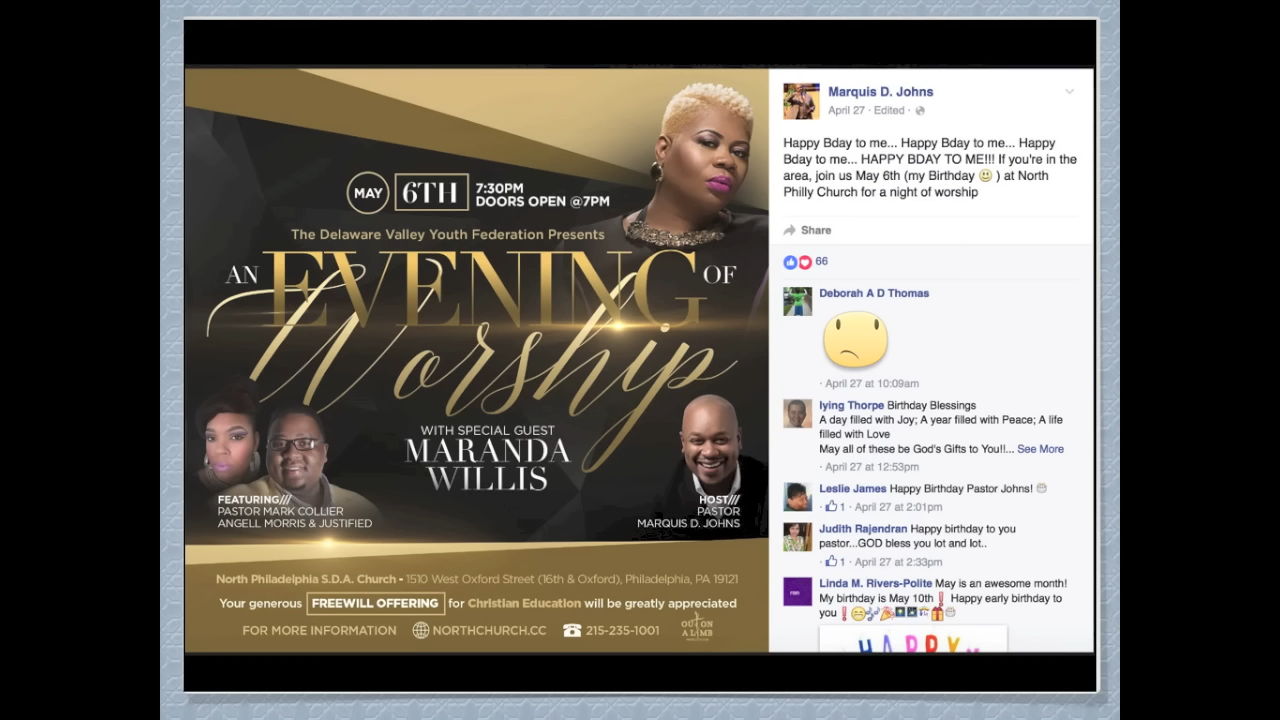 MAY 6TH 7:30PM
DOORS OPEN @7PM
The Delaware Valley Youth Federation Presents
AN EVENING OF
Worship
WITH SPECIAL GUEST
MARANDA
WILLIS
FEATURING///
PASTOR MARK COLLIER
ANGELL MORRIS & JUSTIFIED
HOST///
PASTOR
MARQUIS D. JOHNS
North Philadelphia S.D.A. Church - 1510 West Oxford Street (16th & Oxford), Philadelphia, PA 19121
Your generous FREEWILL OFFERING for Christian Education will be greatly appreciated
FOR MORE INFORMATION NORTHCHURCH.CC 215-235-1001
OUT ON
A LIMB
Marquis D. Johns
April 27 · Edited ·
Happy Bday to me... Happy Bday to me... Happy
Bday to me... HAPPY BDAY TO ME!!! If you're in the
area, join us May 6th (my Birthday 😃 ) at North
Philly Church for a night of worship
Share
66
Deborah A D Thomas
· April 27 at 10:09am
Iying Thorpe Birthday Blessings
A day filled with Joy; A year filled with Peace; A life
filled with Love
May all of these be God's Gifts to You!!... See More
· April 27 at 12:53pm
Leslie James Happy Birthday Pastor Johns!
· 1 · April 27 at 2:01pm
Judith Rajendran Happy birthday to you
pastor...GOD bless you lot and lot..
· 1 · April 27 at 2:33pm
Linda M. Rivers-Polite May is an awesome month!
My birthday is May 10th❗ Happy early birthday to
you❗😄🎶🎉🎁
HAPPY